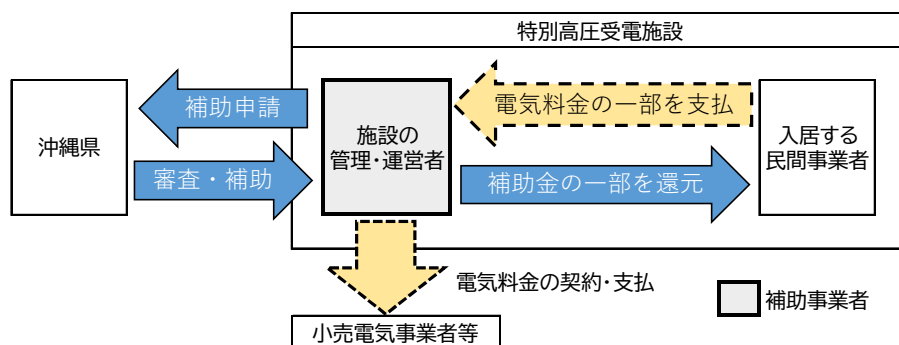 特別高圧受電施設
補助申請
電気料金の一部を支払
沖縄県
施設の
管理・運営者
入居する
民間事業者
審査・補助
補助金の一部を還元
電気料金の契約・支払
補助事業者
小売電気事業者等